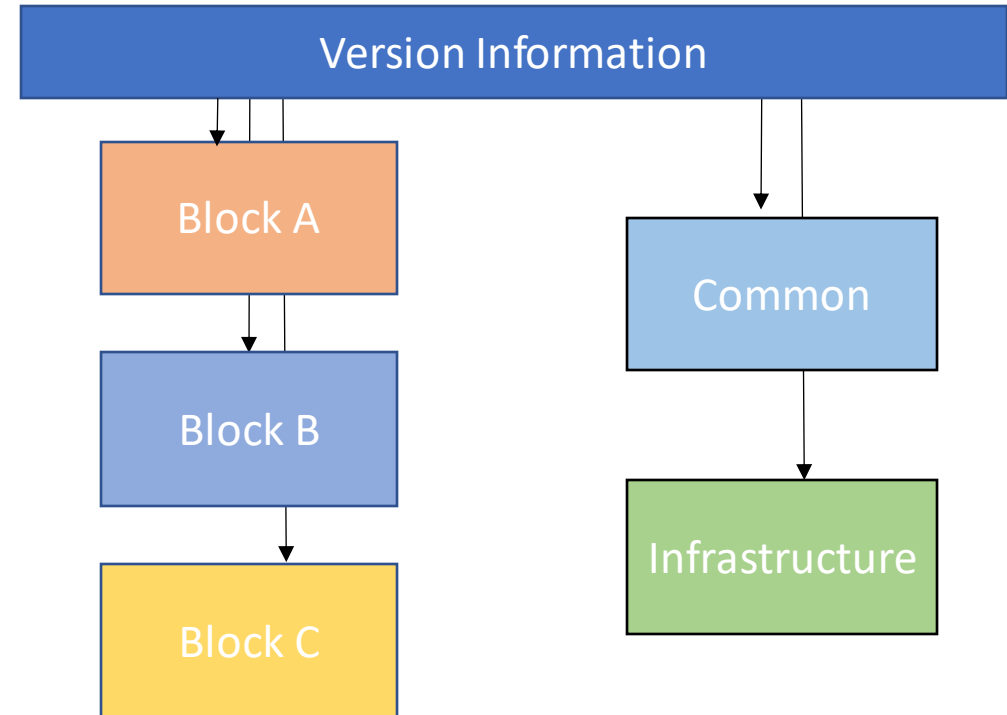 Version Information
Block A
Common
Block B
Infrastructure
Block C